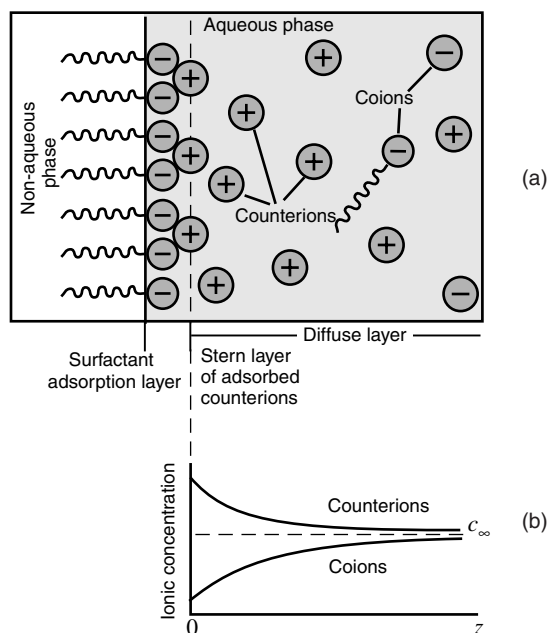 Aqueous phase
Non-aqueous
phase
Coions
Counterions
(a)
Diffuse layer
Surfactant
adsorption layer
Stern layer
of adsorbed
counterions
Ionic concentration
Counterions
c∞
Coions
(b)
0
z